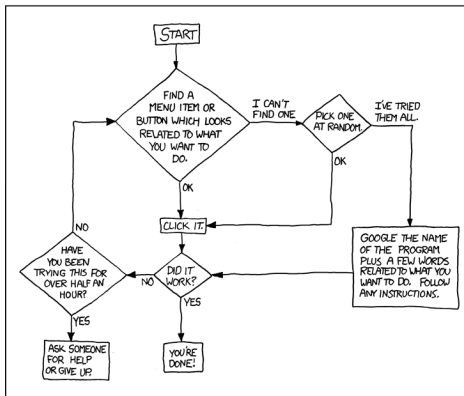 START
FIND A
MENU ITEM OR
BUTTON WHICH LOOKS
RELATED TO WHAT
YOU WANT TO
DO.
I CAN'T
FIND ONE
PICK ONE
AT RANDOM.
I'VE TRIED
THEM ALL.
OK
OK
CLICK IT.
NO
HAVE
YOU BEEN
TRYING THIS FOR
OVER HALF AN
HOUR?
NO
DID IT
WORK?
GOOGLE THE NAME
OF THE PROGRAM
PLUS A FEW WORDS
RELATED TO WHAT YOU
WANT TO DO. FOLLOW
ANY INSTRUCTIONS.
YES
YES
ASK SOMEONE
FOR HELP
OR GIVE UP.
YOU'RE
DONE!